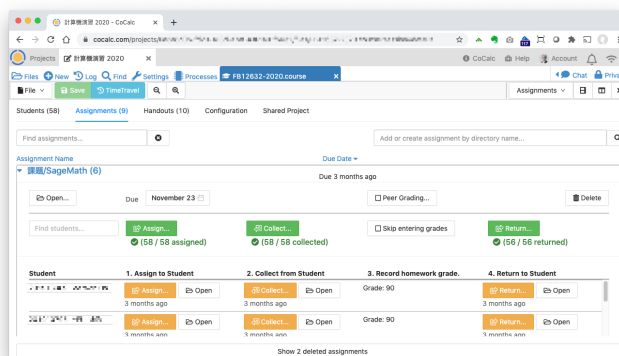 計算機演習 2020 – CoCalc
cocalc.com/projects/
117
Projects 計算機演習 2020 CoCalc Help Account
Files New Log Find Settings Processes FB12632-2020.course Chat Priva
File Save TimeTravel Assignments
Students (58) Assignments (9) Handouts (10) Configuration Shared Project
Find assignments... Add or create assignment by directory name...
Assignment Name Due Date
課題/SageMath (6) Due 3 months ago
Open... Due November 23 Peer Grading... Delete
Find students... Assign... Collect... Skip entering grades Return...
(58 / 58 assigned) (58 / 58 collected) (56 / 56 returned)
Student 1. Assign to Student 2. Collect from Student 3. Record homework grade. 4. Return to Student
Assign... Open Collect... Open Grade: 90 Return... Open
3 months ago 3 months ago 3 months ago
Assign... Open Collect... Open Grade: 90 Return... Open
3 months ago 3 months ago 3 months ago
Show 2 deleted assignments